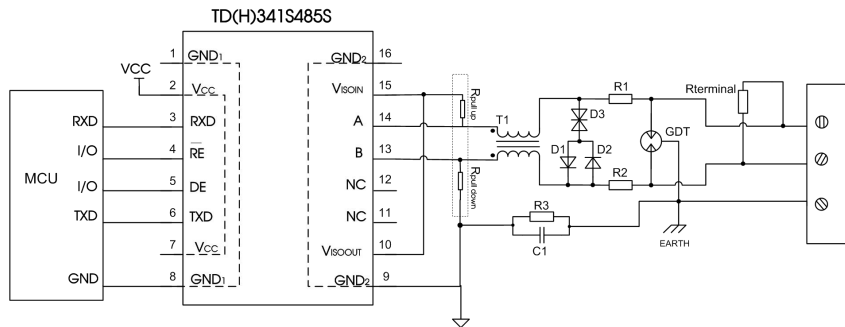 TD(H)341S485S
VCC
MCU
RXD
I/O
I/O
TXD
GND
1 GND1
2 VCC
3 RXD
4 RE
5 DE
6 TXD
7 VCC
8 GND1
GND2 16
VISOIN 15
A 14
B 13
NC 12
NC 11
VISOOUT 10
GND2 9
Rpull up
Rpull down
T1
D3
D1
D2
R1
R2
GDT
Rterminal
R3
C1
EARTH